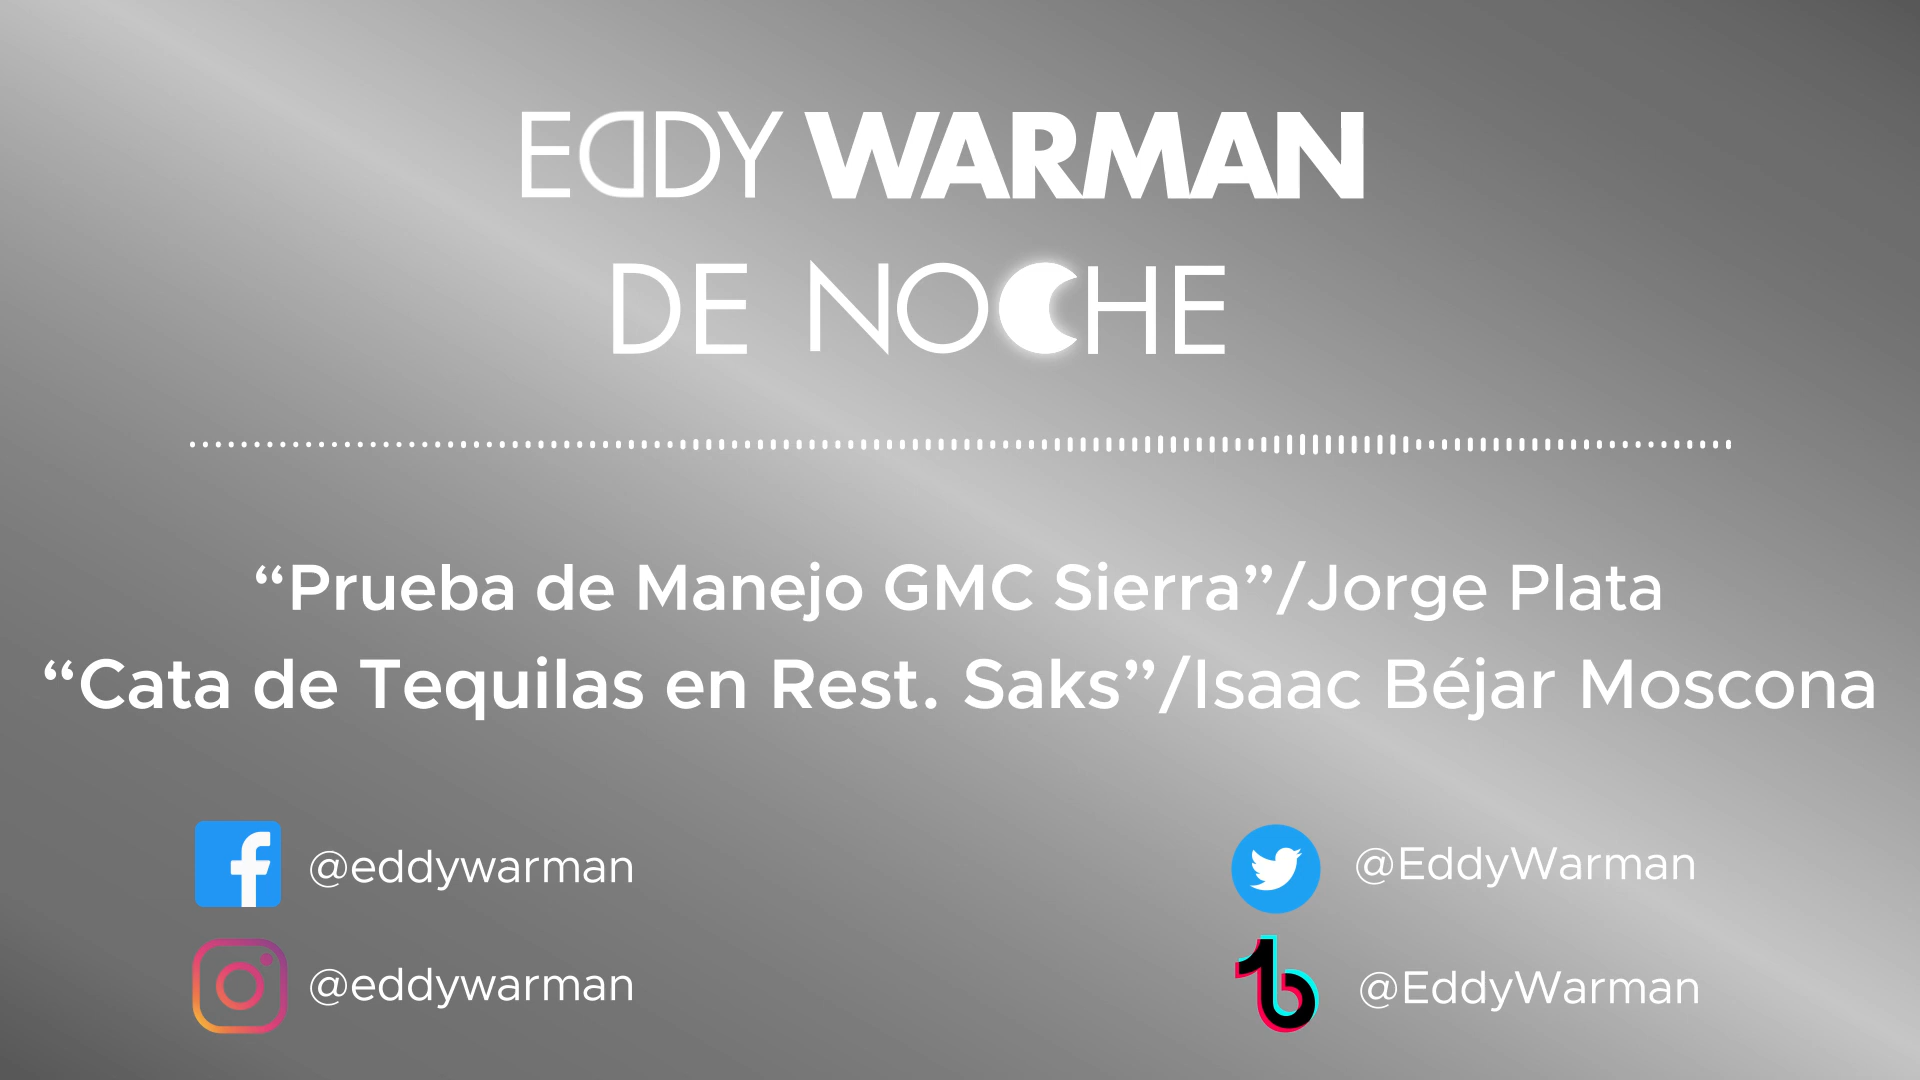 EDDY WARMAN
DE NOCHE
“Prueba de Manejo GMC Sierra”/Jorge Plata
“Cata de Tequilas en Rest. Saks”/Isaac Béjar Moscona
@eddywarman
@EddyWarman
@eddywarman
@EddyWarman